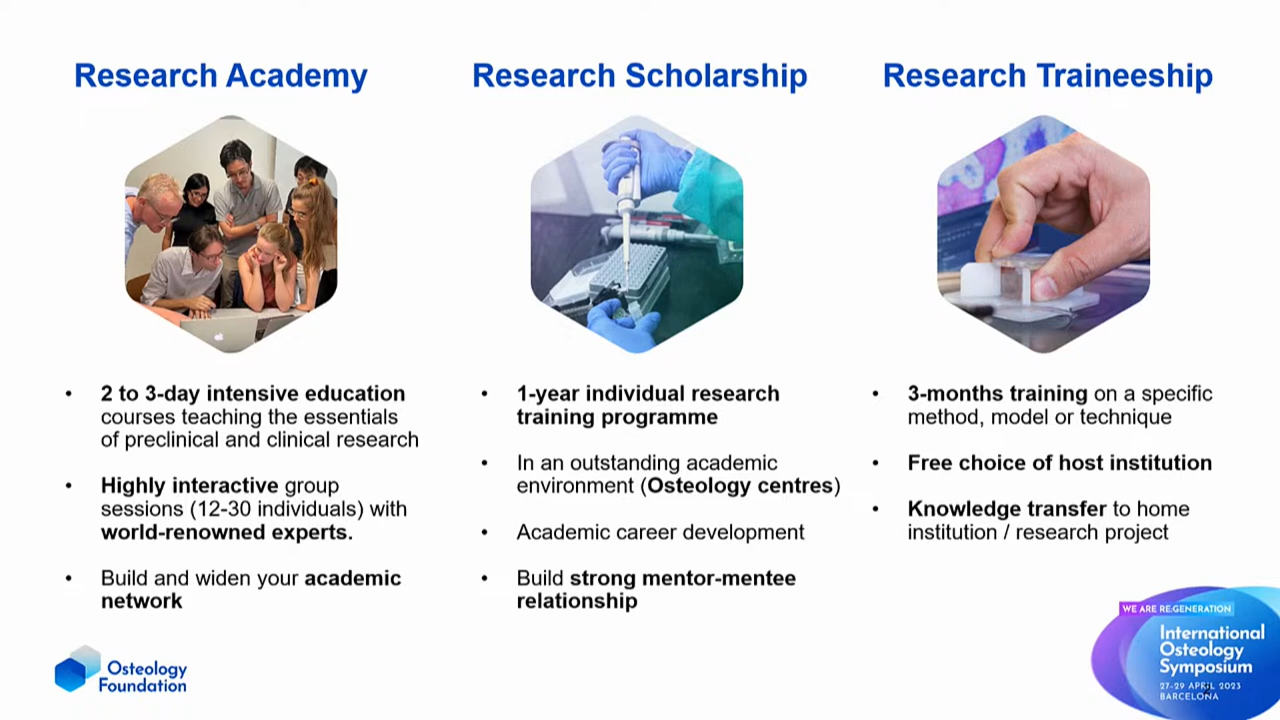 Research Academy
Research Scholarship
Research Traineeship
• 2 to 3-day intensive education
courses teaching the essentials
of preclinical and clinical research
• Highly interactive group
sessions (12-30 individuals) with
world-renowned experts.
• Build and widen your academic
network
• 1-year individual research
training programme
• In an outstanding academic
environment (Osteology centres)
• Academic career development
• Build strong mentor-mentee
relationship
• 3-months training on a specific
method, model or technique
• Free choice of host institution
• Knowledge transfer to home
institution / research project
Osteology
Foundation
WE ARE RE:GENERATION
International
Osteology
Symposium
27-29 APRIL 2023
BARCELONA